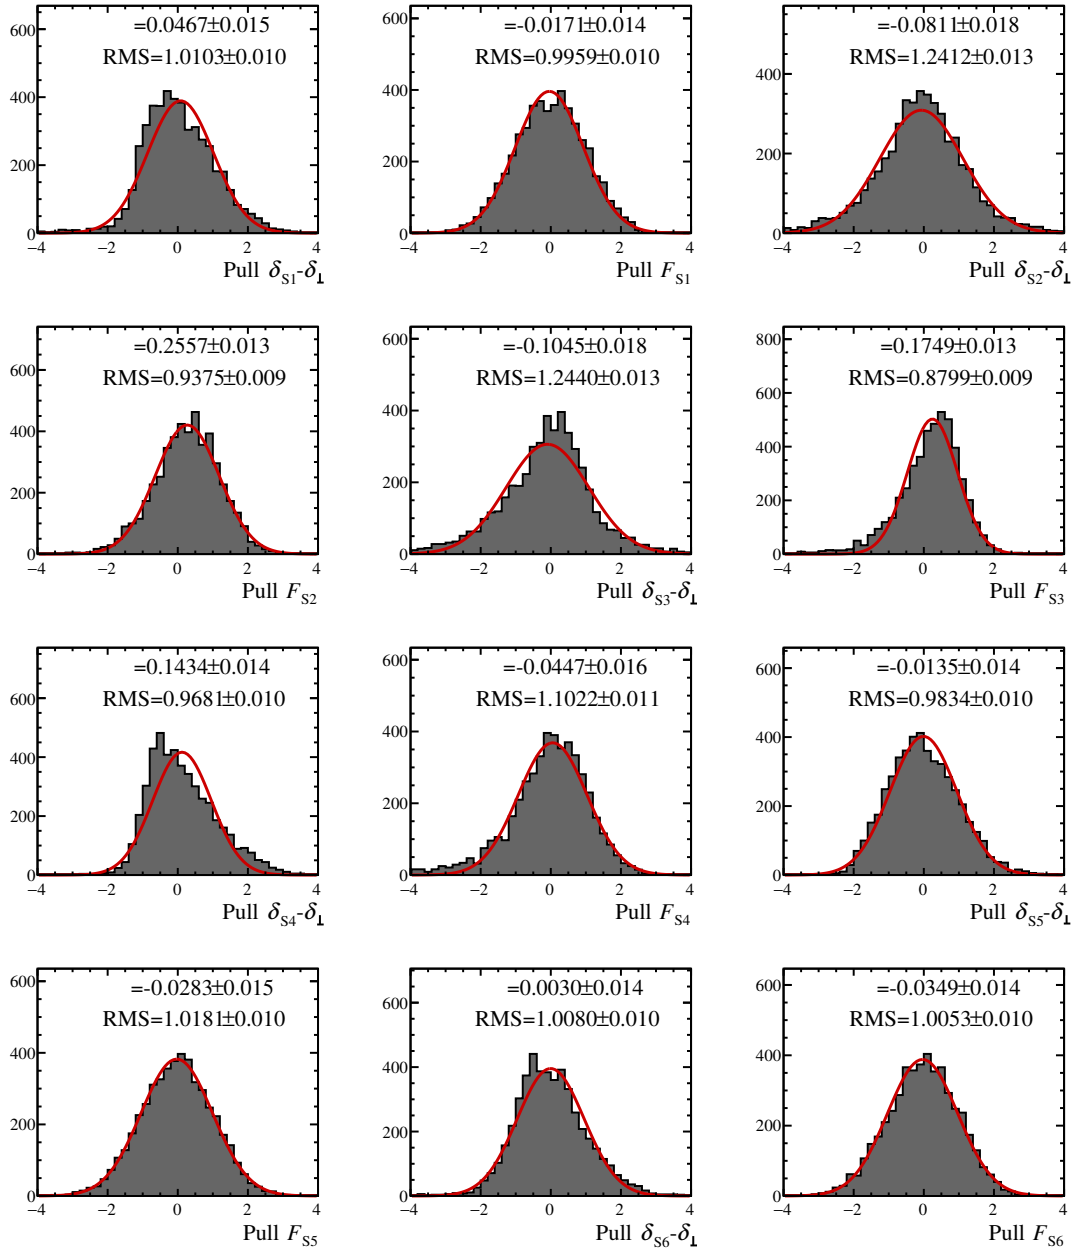 =0.0467±0.015
RMS=1.0103±0.010
600
400
200
0
−4 −2 0 2 4
Pull δS1-δ⊥
=-0.0171±0.014
RMS=0.9959±0.010
600
400
200
0
−4 −2 0 2 4
Pull FS1
=-0.0811±0.018
RMS=1.2412±0.013
400
200
0
−4 −2 0 2 4
Pull δS2-δ⊥
=0.2557±0.013
RMS=0.9375±0.009
600
400
200
0
−4 −2 0 2 4
Pull FS2
=-0.1045±0.018
RMS=1.2440±0.013
600
400
200
0
−4 −2 0 2 4
Pull δS3-δ⊥
=0.1749±0.013
RMS=0.8799±0.009
800
600
400
200
0
−4 −2 0 2 4
Pull FS3
=0.1434±0.014
RMS=0.9681±0.010
600
400
200
0
−4 −2 0 2 4
Pull δS4-δ⊥
=-0.0447±0.016
RMS=1.1022±0.011
600
400
200
0
−4 −2 0 2 4
Pull FS4
=-0.0135±0.014
RMS=0.9834±0.010
600
400
200
0
−4 −2 0 2 4
Pull δS5-δ⊥
=-0.0283±0.015
RMS=1.0181±0.010
600
400
200
0
−4 −2 0 2 4
Pull FS5
=0.0030±0.014
RMS=1.0080±0.010
600
400
200
0
−4 −2 0 2 4
Pull δS6-δ⊥
=-0.0349±0.014
RMS=1.0053±0.010
600
400
200
0
−4 −2 0 2 4
Pull FS6